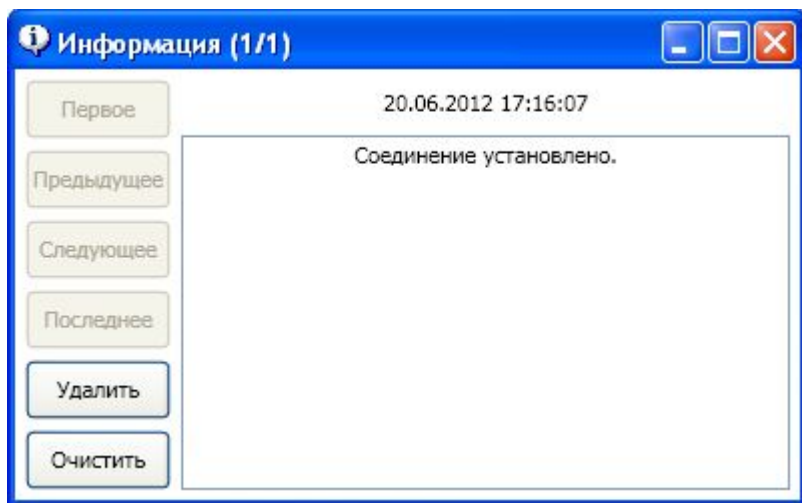 Информация (1/1)
Первое
20.06.2012 17:16:07
Соединение установлено.
Предыдущее
Следующее
Последнее
Удалить
Очистить